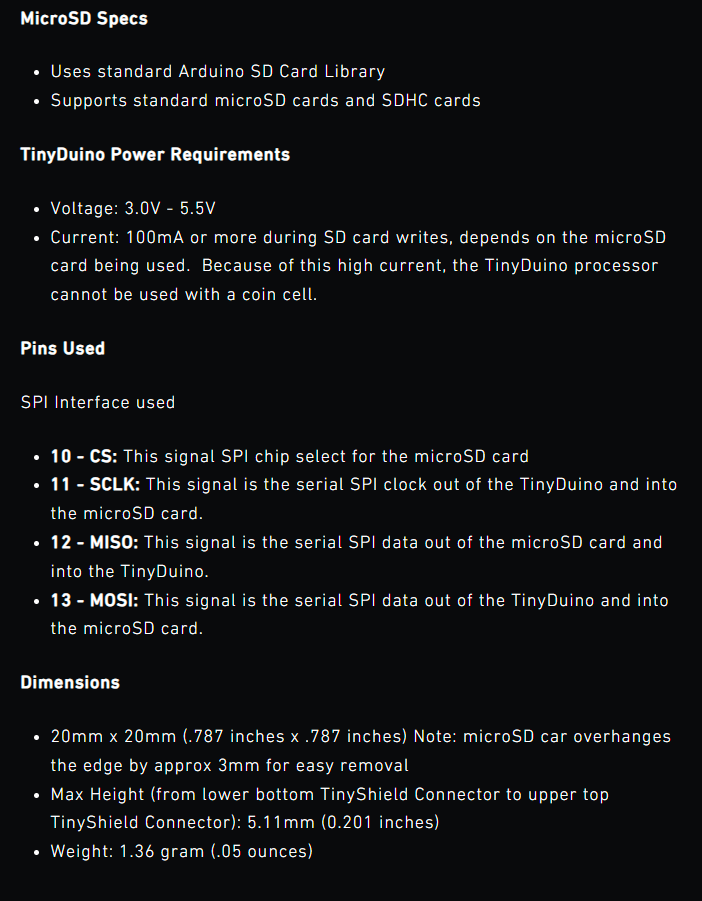 MicroSD Specs
• Uses standard Arduino SD Card Library
• Supports standard microSD cards and SDHC cards
TinyDuino Power Requirements
• Voltage: 3.0V - 5.5V
• Current: 100mA or more during SD card writes, depends on the microSD
card being used.  Because of this high current, the TinyDuino processor
cannot be used with a coin cell.
Pins Used
SPI Interface used
• 10 - CS: This signal SPI chip select for the microSD card
• 11 - SCLK: This signal is the serial SPI clock out of the TinyDuino and into
the microSD card.
• 12 - MISO: This signal is the serial SPI data out of the microSD card and
into the TinyDuino.
• 13 - MOSI: This signal is the serial SPI data out of the TinyDuino and into
the microSD card.
Dimensions
• 20mm x 20mm (.787 inches x .787 inches) Note: microSD car overhanges
the edge by approx 3mm for easy removal
• Max Height (from lower bottom TinyShield Connector to upper top
TinyShield Connector): 5.11mm (0.201 inches)
• Weight: 1.36 gram (.05 ounces)